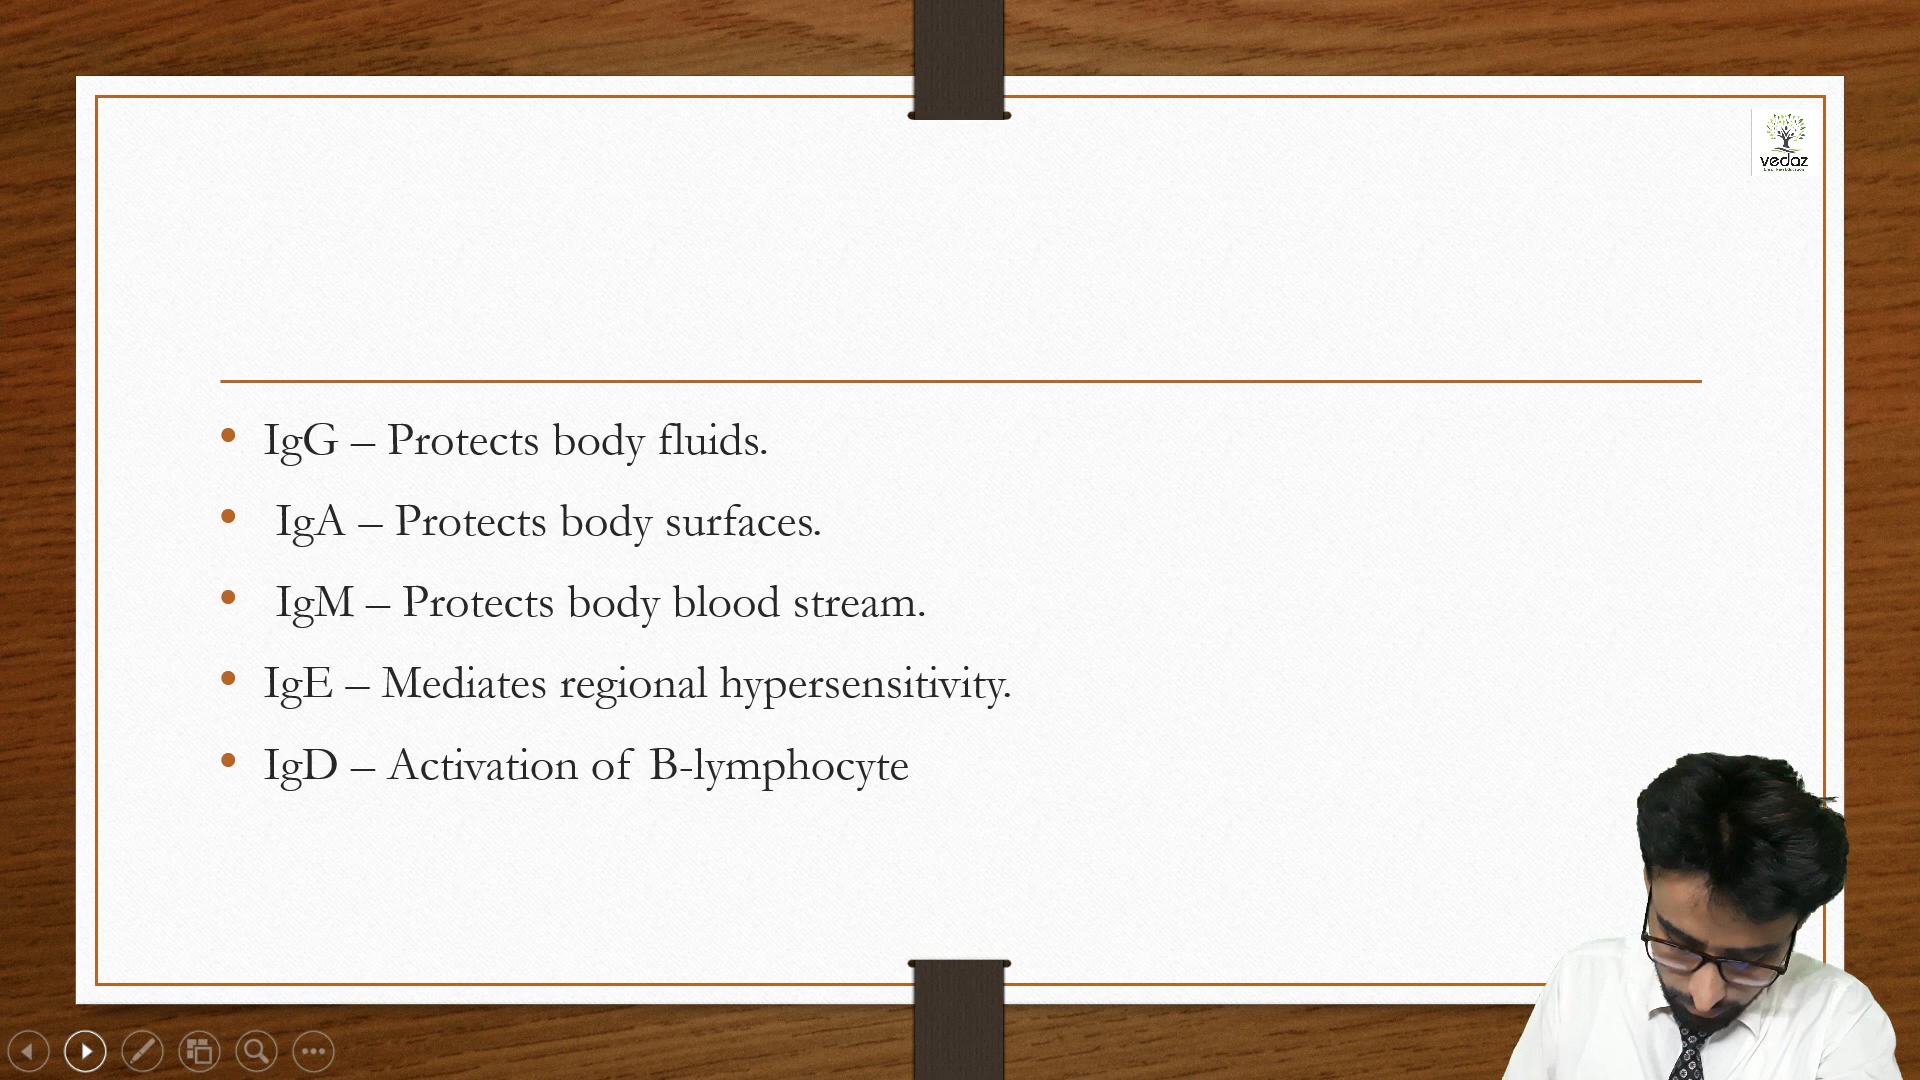 vedaz
• IgG – Protects body fluids.
• IgA – Protects body surfaces.
• IgM – Protects body blood stream.
• IgE – Mediates regional hypersensitivity.
• IgD – Activation of B-lymphocyte